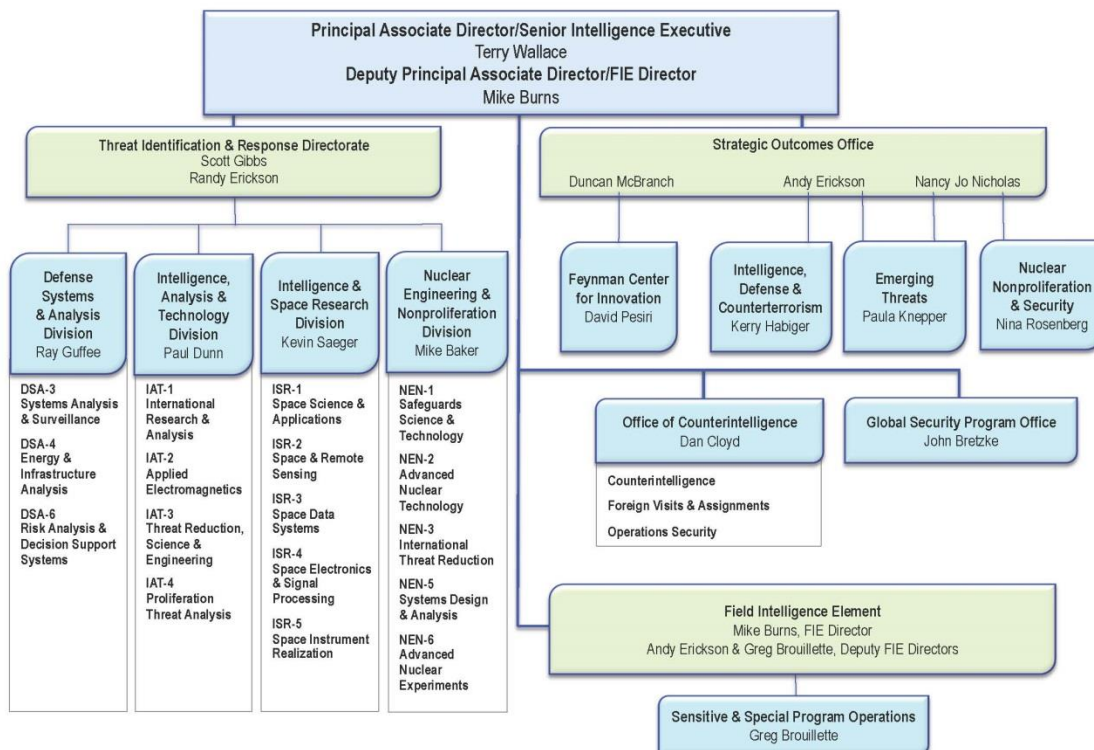 Principal Associate Director/Senior Intelligence Executive
Terry Wallace
Deputy Principal Associate Director/FIE Director
Mike Burns
Threat Identification & Response Directorate
Scott Gibbs
Randy Erickson
Strategic Outcomes Office
Duncan McBranch
Andy Erickson
Nancy Jo Nicholas
Defense
Systems
& Analysis
Division
Ray Guffee
Intelligence,
Analysis &
Technology
Division
Paul Dunn
Intelligence &
Space Research
Division
Kevin Saeger
Nuclear
Engineering &
Nonproliferation
Division
Mike Baker
Feynman Center
for Innovation
David Pesiri
Intelligence,
Defense &
Counterterrorism
Kerry Habiger
Emerging
Threats
Paula Knepper
Nuclear
Nonproliferation
& Security
Nina Rosenberg
DSA-3
Systems Analysis
& Surveillance
DSA-4
Energy &
Infrastructure
Analysis
DSA-6
Risk Analysis &
Decision Support
Systems
IAT-1
International
Research &
Analysis
IAT-2
Applied
Electromagnetics
IAT-3
Threat Reduction,
Science &
Engineering
IAT-4
Proliferation
Threat Analysis
ISR-1
Space Science &
Applications
ISR-2
Space & Remote
Sensing
ISR-3
Space Data
Systems
ISR-4
Space Electronics
& Signal
Processing
ISR-5
Space Instrument
Realization
NEN-1
Safeguards
Science &
Technology
NEN-2
Advanced
Nuclear
Technology
NEN-3
International
Threat Reduction
NEN-5
Systems Design
& Analysis
NEN-6
Advanced
Nuclear
Experiments
Office of Counterintelligence
Dan Cloyd
Counterintelligence
Foreign Visits & Assignments
Operations Security
Global Security Program Office
John Bretzke
Field Intelligence Element
Mike Burns, FIE Director
Andy Erickson & Greg Brouillette, Deputy FIE Directors
Sensitive & Special Program Operations
Greg Brouillette